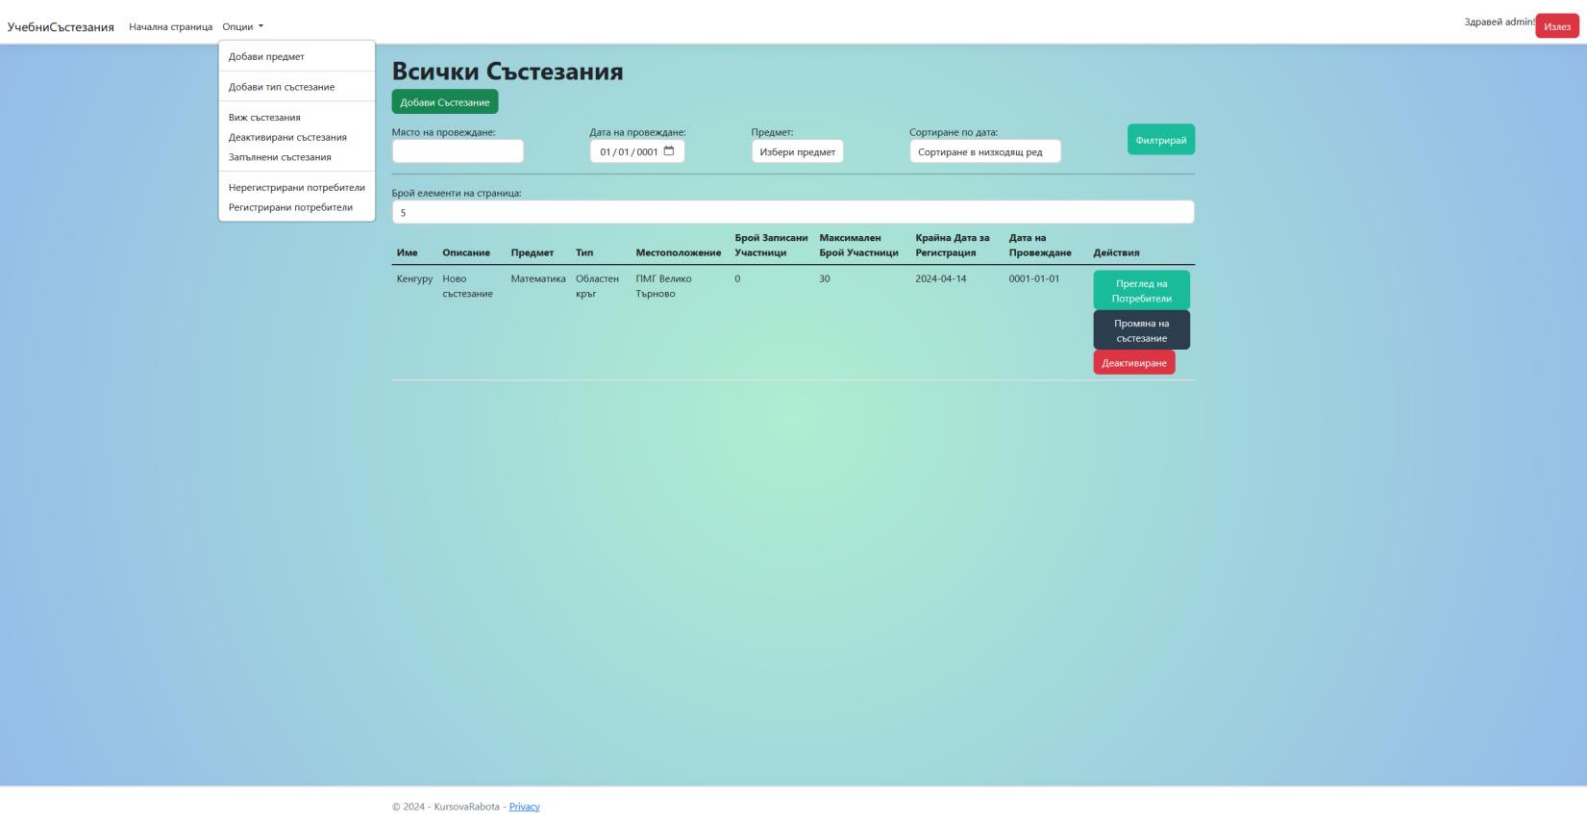 УчебниСъстезания Начална страница Опции Здравей admin! Излез
Добави предмет
Добави тип състезание
Виж състезания
Деактивирани състезания
Запълнени състезания
Нерегистрирани потребители
Регистрирани потребители
Всички Състезания
Добави Състезание
Място на провеждане: Дата на провеждане: Предмет: Сортиране по дата:
01/01/0001 Избери предмет Сортиране в низходящ ред Филтрирай
Брой елементи на страница:
5
Име Описание Предмет Тип Местоположение Брой Записани Участници Максимален Брой Участници Крайна Дата за Регистрация Дата на Провеждане Действия
Кенгуру Ново състезание Математика Областен кръг ПМГ Велико Търново 0 30 2024-04-14 0001-01-01
Преглед на
Потребители
Промяна на
състезание
Деактивиране
© 2024 - KursovaRabota - Privacy